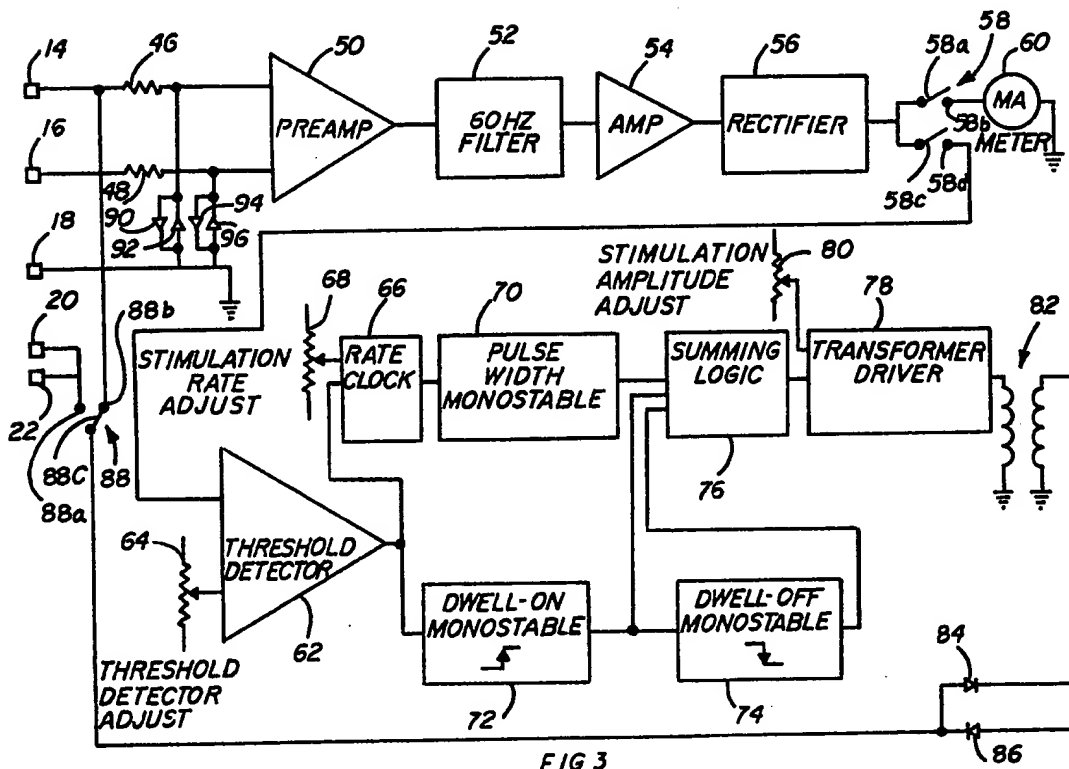 14
46
50
52
54
56
58a
58
60
PREAMP
60HZ
FILTER
AMP
RECTIFIER
MA
58b
METER
16
48
58c
58d
18
90
92
94
96
20
22
88b
88C
88
88a
STIMULATION
RATE
ADJUST
68
66
RATE
CLOCK
70
PULSE
WIDTH
MONOSTABLE
STIMULATION
AMPLITUDE
ADJUST
80
SUMMING
LOGIC
76
78
TRANSFORMER
DRIVER
82
64
THRESHOLD
DETECTOR
62
THRESHOLD
DETECTOR
ADJUST
DWELL-ON
MONOSTABLE
72
DWELL-OFF
MONOSTABLE
74
84
86
FIG 3